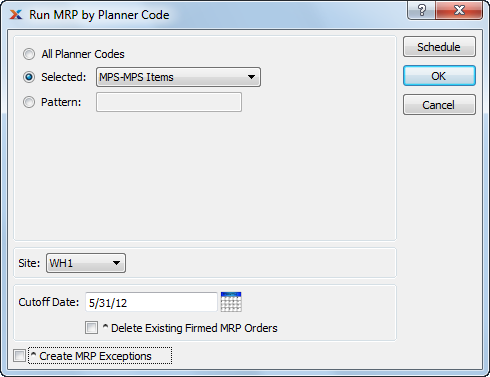 Run MRP by Planner Code
All Planner Codes
Schedule
Selected: MPS-MPS Items
OK
Pattern:
Cancel
Site: WH1
Cutoff Date: 5/31/12
^ Delete Existing Firmed MRP Orders
^ Create MRP Exceptions